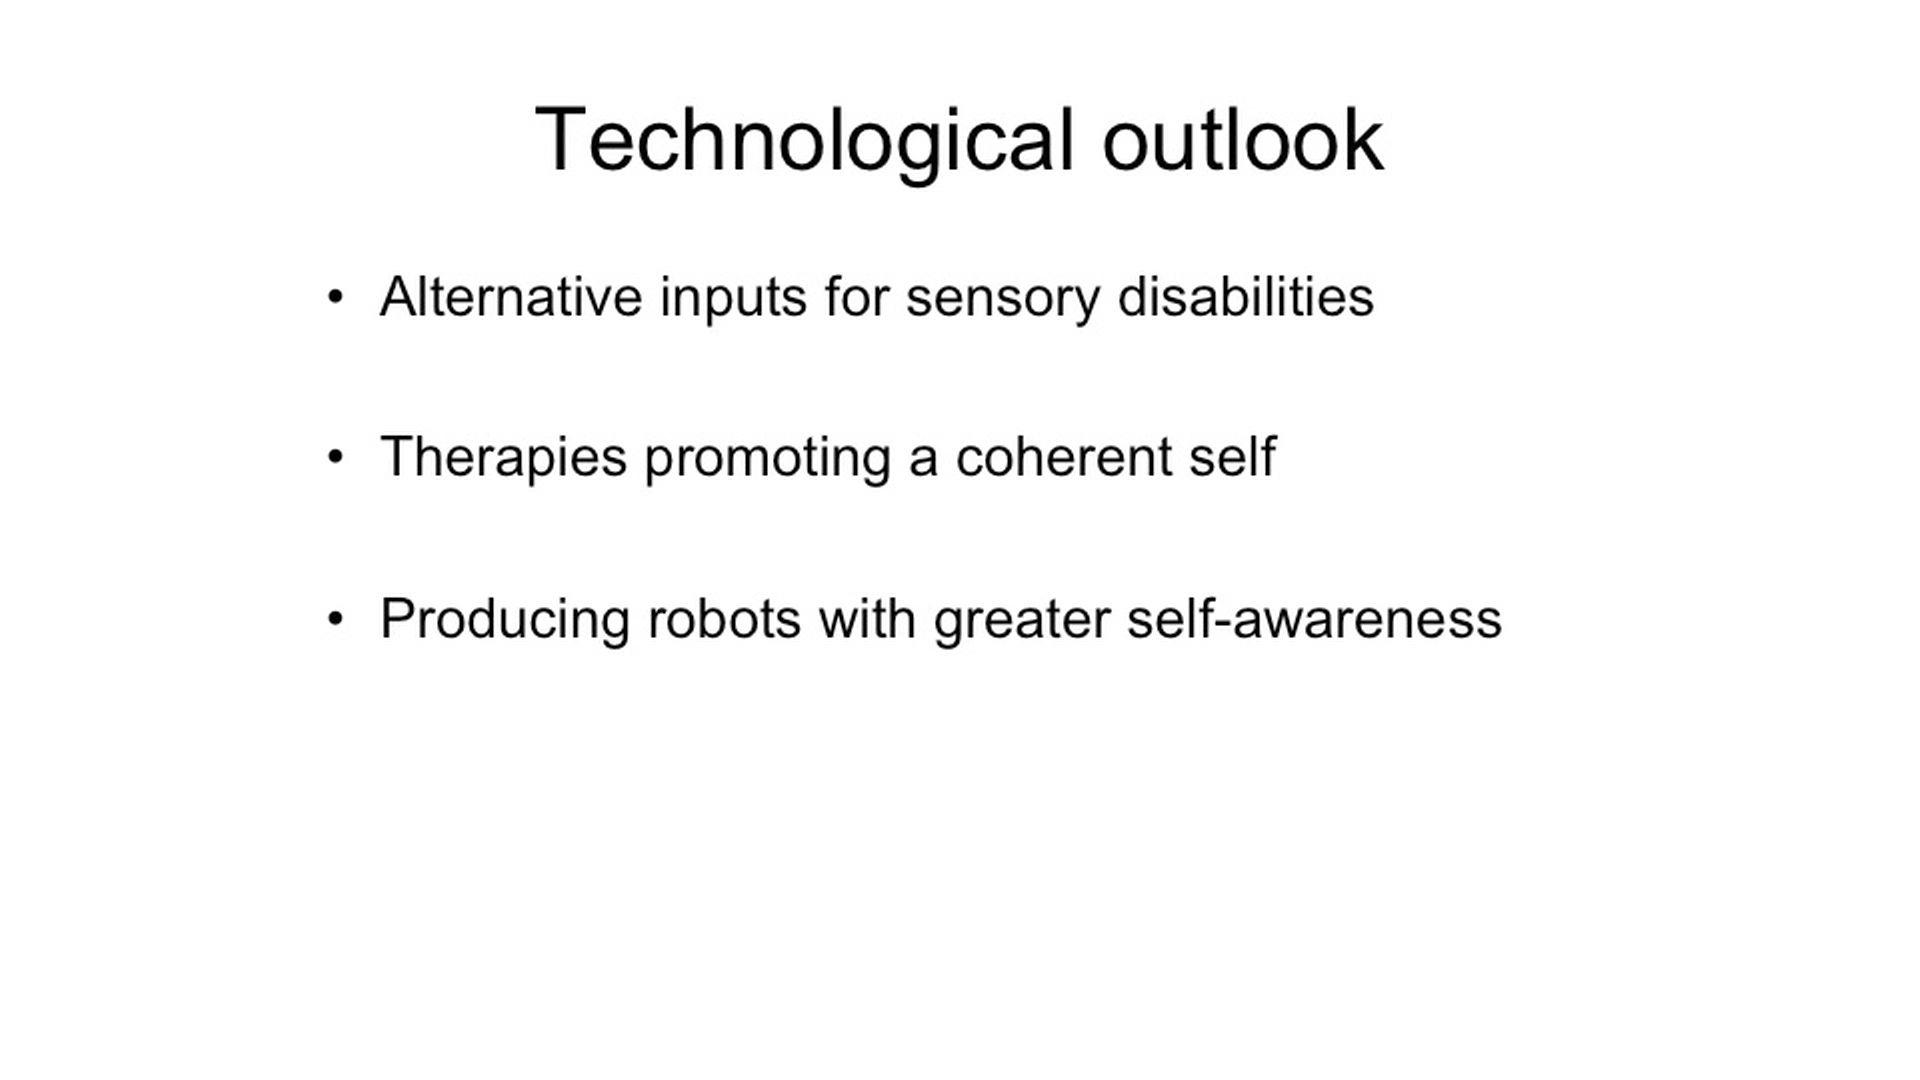 Technological outlook
• Alternative inputs for sensory disabilities
• Therapies promoting a coherent self
• Producing robots with greater self-awareness